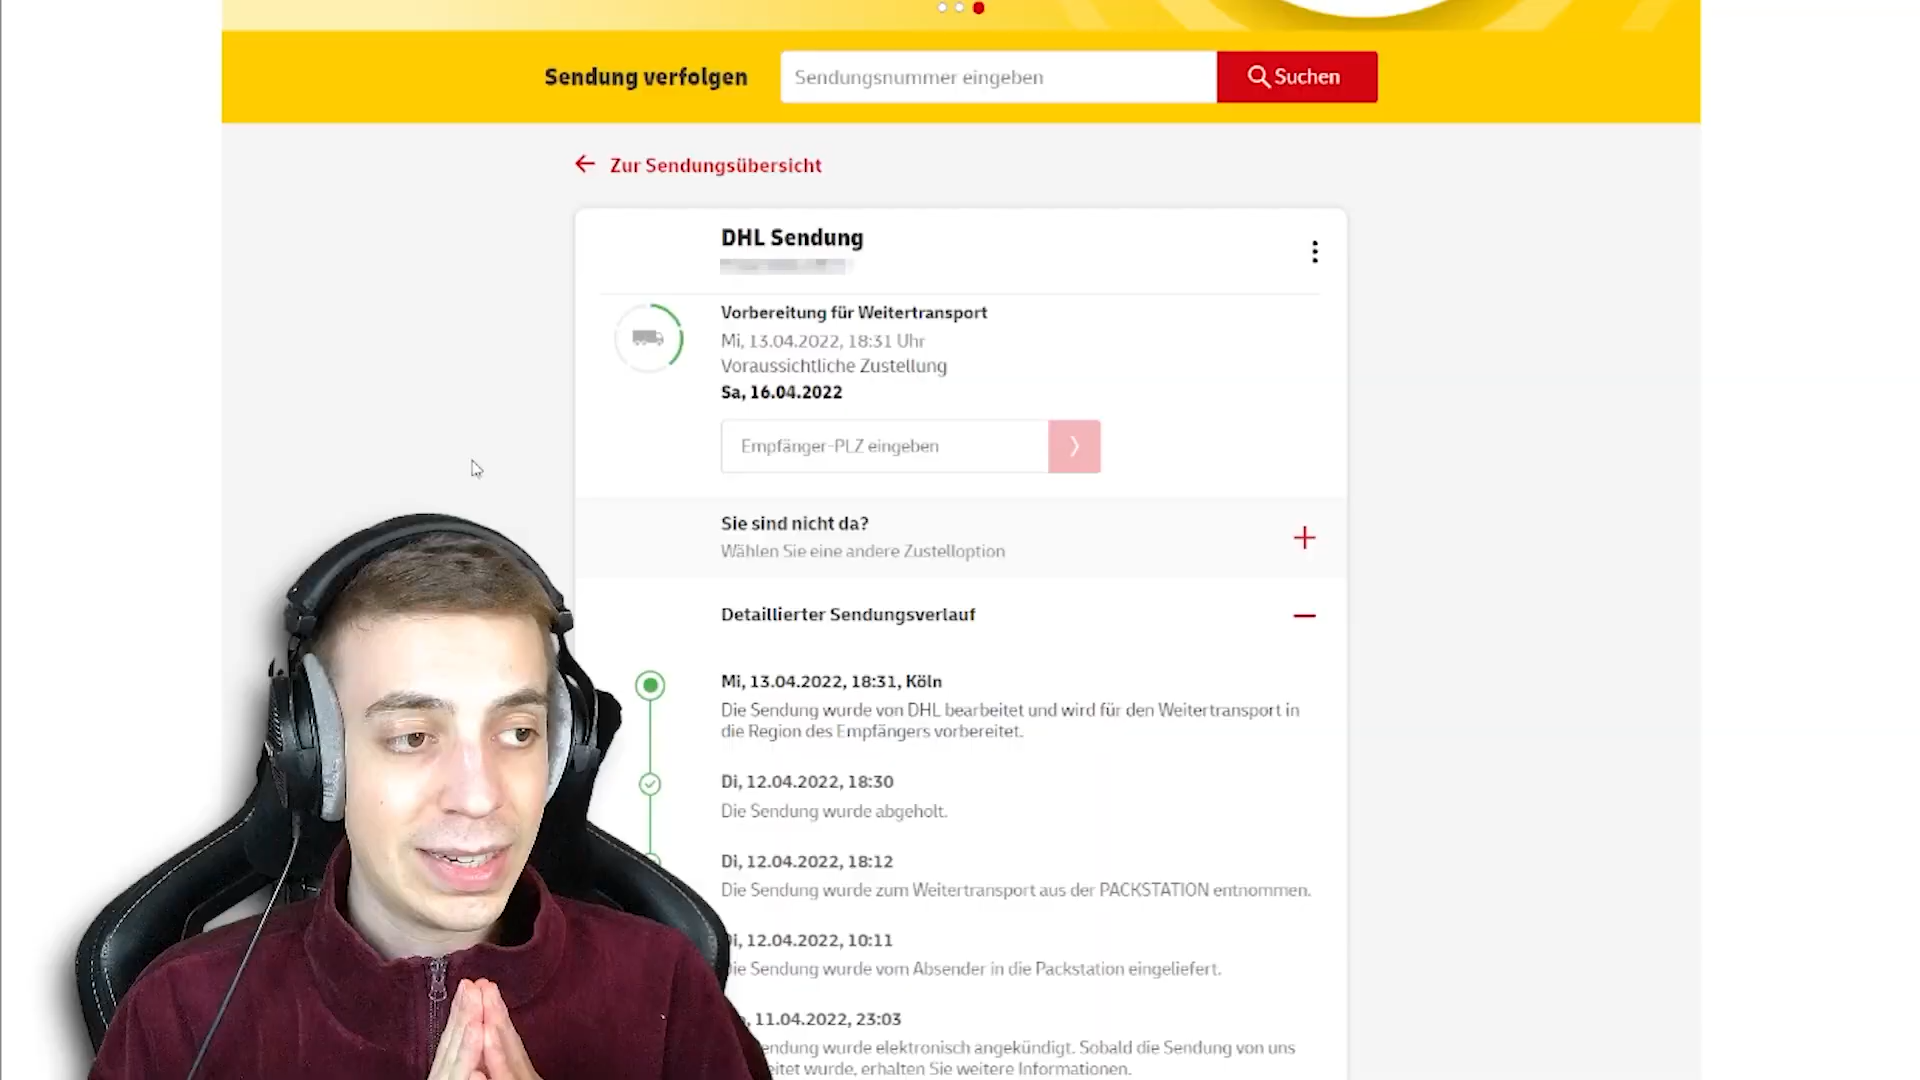 Sendung verfolgen
Sendungsnummer eingeben
Suchen
Zur Sendungsübersicht
DHL Sendung
Vorbereitung für Weitertransport
Mi, 13.04.2022, 18:31 Uhr
Voraussichtliche Zustellung
Sa, 16.04.2022
Empfänger-PLZ eingeben
Sie sind nicht da?
Wählen Sie eine andere Zustelloption
Detaillierter Sendungsverlauf
Mi, 13.04.2022, 18:31, Köln
Die Sendung wurde von DHL bearbeitet und wird für den Weitertransport in
die Region des Empfängers vorbereitet.
Di, 12.04.2022, 18:30
Die Sendung wurde abgeholt.
Di, 12.04.2022, 18:12
Die Sendung wurde zum Weitertransport aus der PACKSTATION entnommen.
Di, 12.04.2022, 10:11
Die Sendung wurde vom Absender in die Packstation eingeliefert.
11.04.2022, 23:03
wurde elektronisch angekündigt. Sobald die Sendung von uns
wurde, erhalten Sie weitere Informationen.